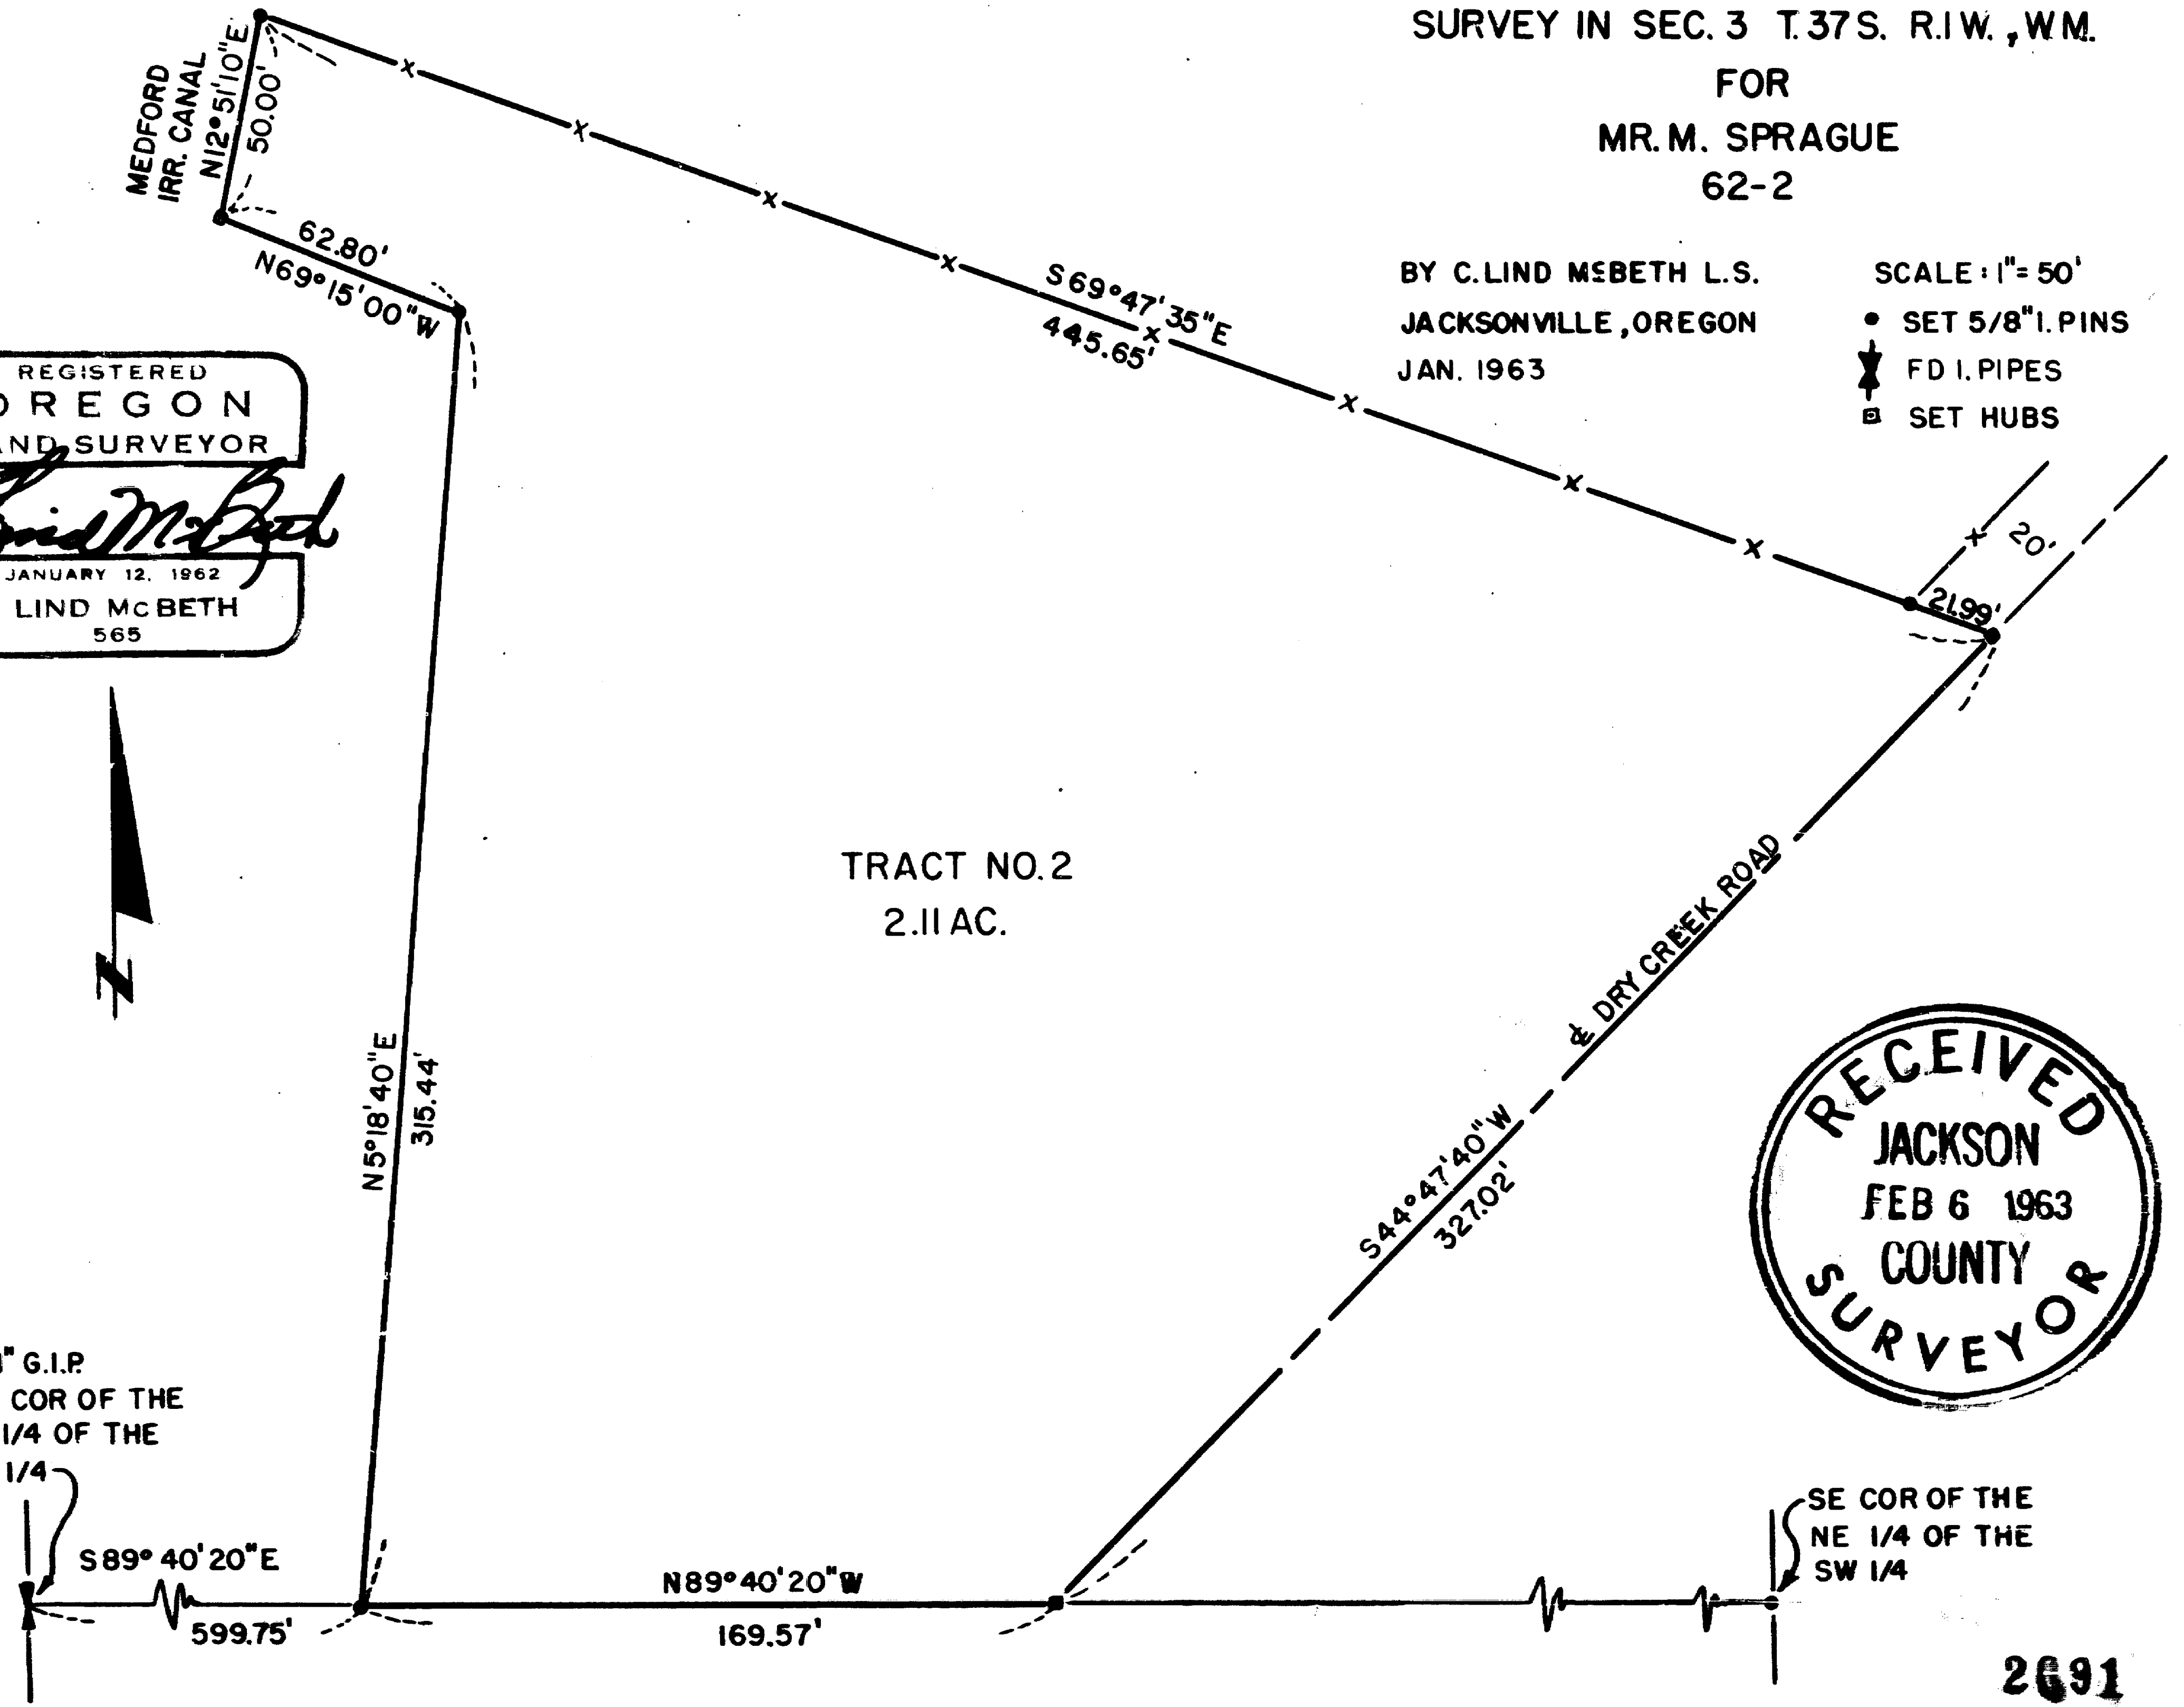 SURVEY IN SEC. 3 T.37S. R.1W., W.M.
FOR
MR. M. SPRAGUE
62-2
BY C. LIND McBETH L.S.
JACKSONVILLE, OREGON
JAN. 1963
SCALE: 1"= 50'
SET 5/8" I. PINS
FD I. PIPES
SET HUBS
MEDFORD
IRR. CANAL
N12°51'10"E
50.00'
62.80'
N69°15'00"W
S69°47'35"E
445.65'
20'
21.99'
REGISTERED
OREGON
LAND SURVEYOR
Lind McBeth
JANUARY 12, 1962
LIND McBETH
565
N
TRACT NO. 2
2.11 AC.
N5°18'40"E
315.44'
℄ DRY CREEK ROAD
S44°47'40"W
327.02'
RECEIVED
JACKSON
FEB 6 1963
COUNTY
SURVEYOR
1" G.I.P.
COR OF THE
1/4 OF THE
1/4
S89°40'20"E
599.75'
N89°40'20"W
169.57'
SE COR OF THE
NE 1/4 OF THE
SW 1/4
2691